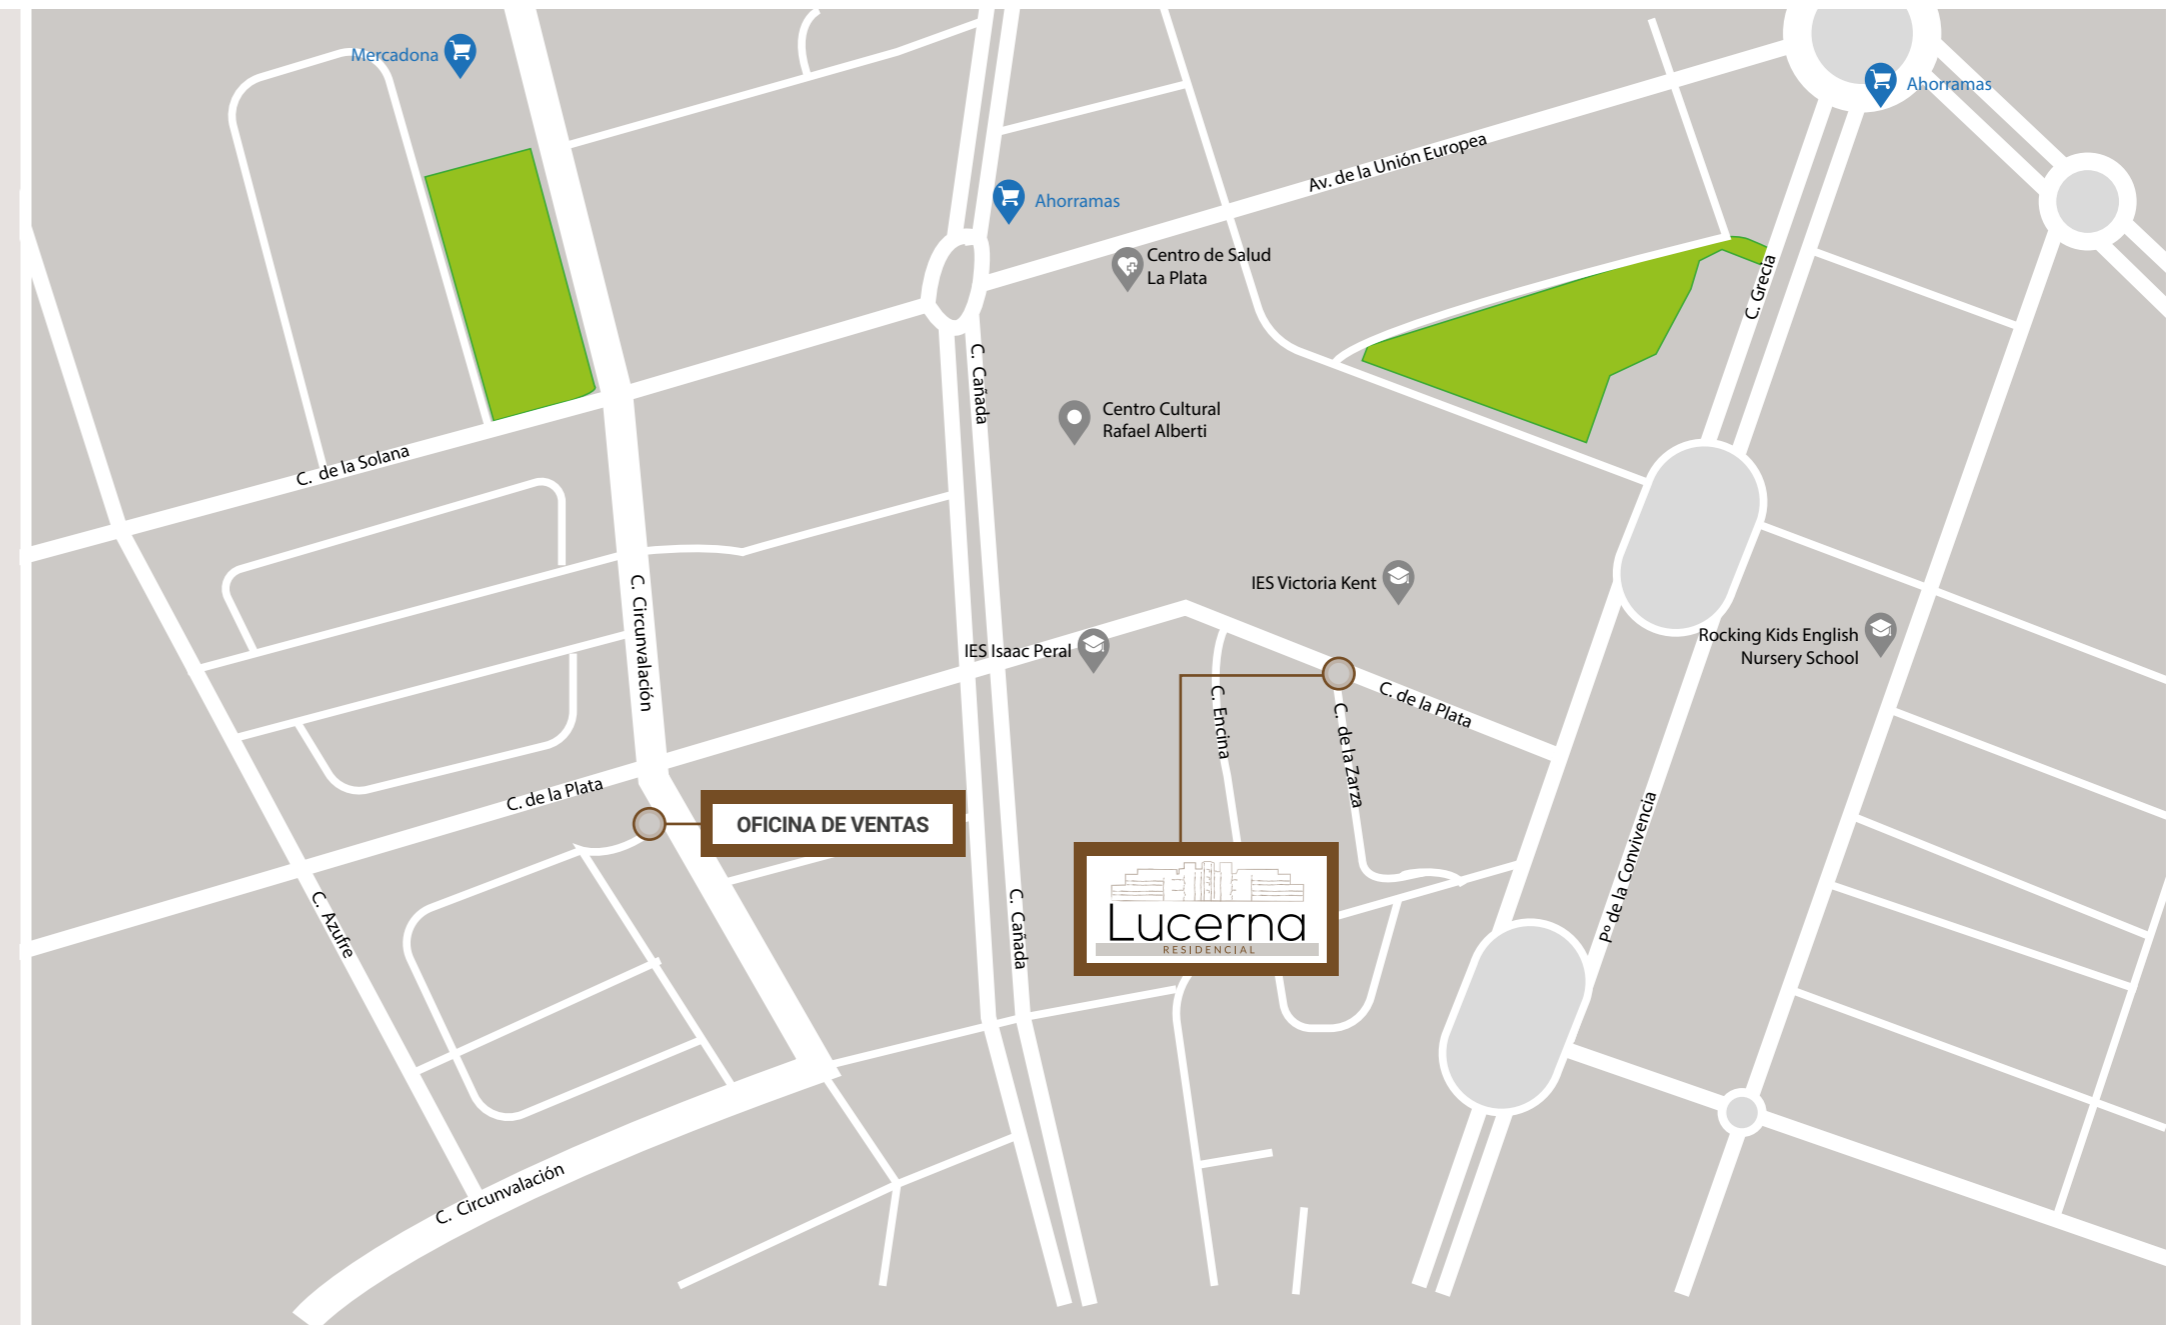 Mercadona
Ahorramas
Av. de la Unión Europea
Ahorramas
Centro de Salud
La Plata
C. Grecia
C. Cañada
Centro Cultural
Rafael Alberti
C. de la Solana
IES Victoria Kent
C. Circunvalación
IES Isaac Peral
Rocking Kids English
Nursery School
C. Encina
C. de la Plata
C. de la Zarza
C. de la Plata
OFICINA DE VENTAS
Pº de la Convivencia
C. Azufre
C. Cañada
Lucerna
RESIDENCIAL
C. Circunvalación